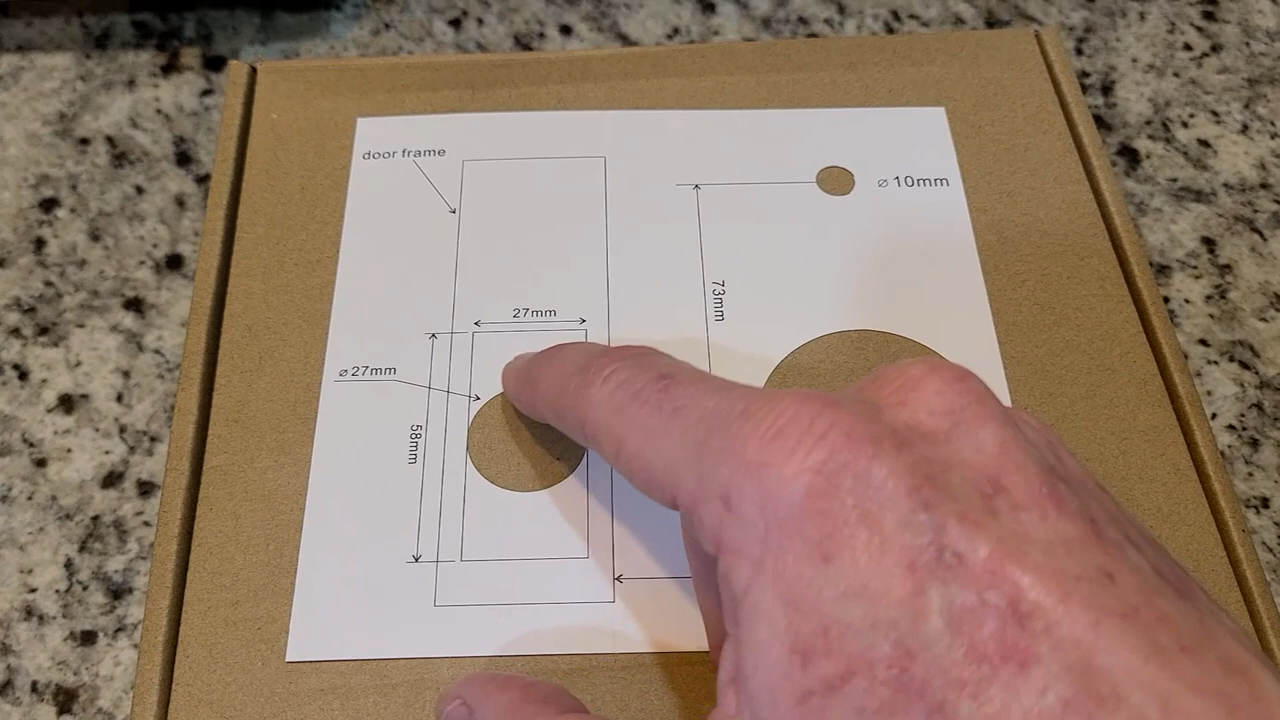 door frame
⌀ 10mm
73mm
27mm
⌀ 27mm
58mm